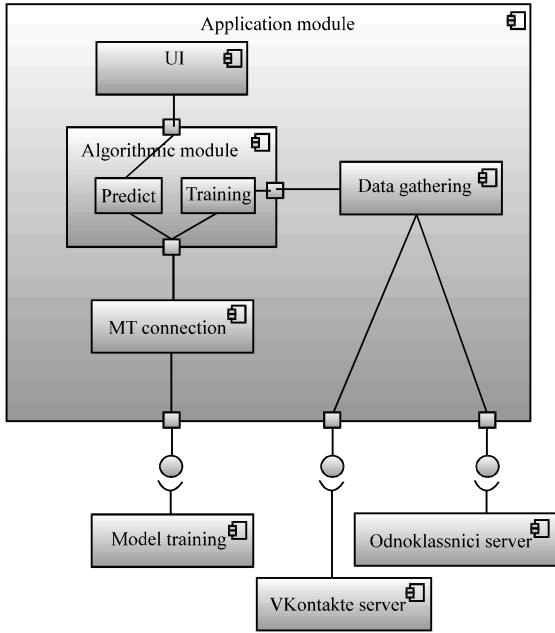 Application module
UI
Algorithmic module
Predict
Training
Data gathering
MT connection
Model training
Odnoklassnici server
VKontakte server